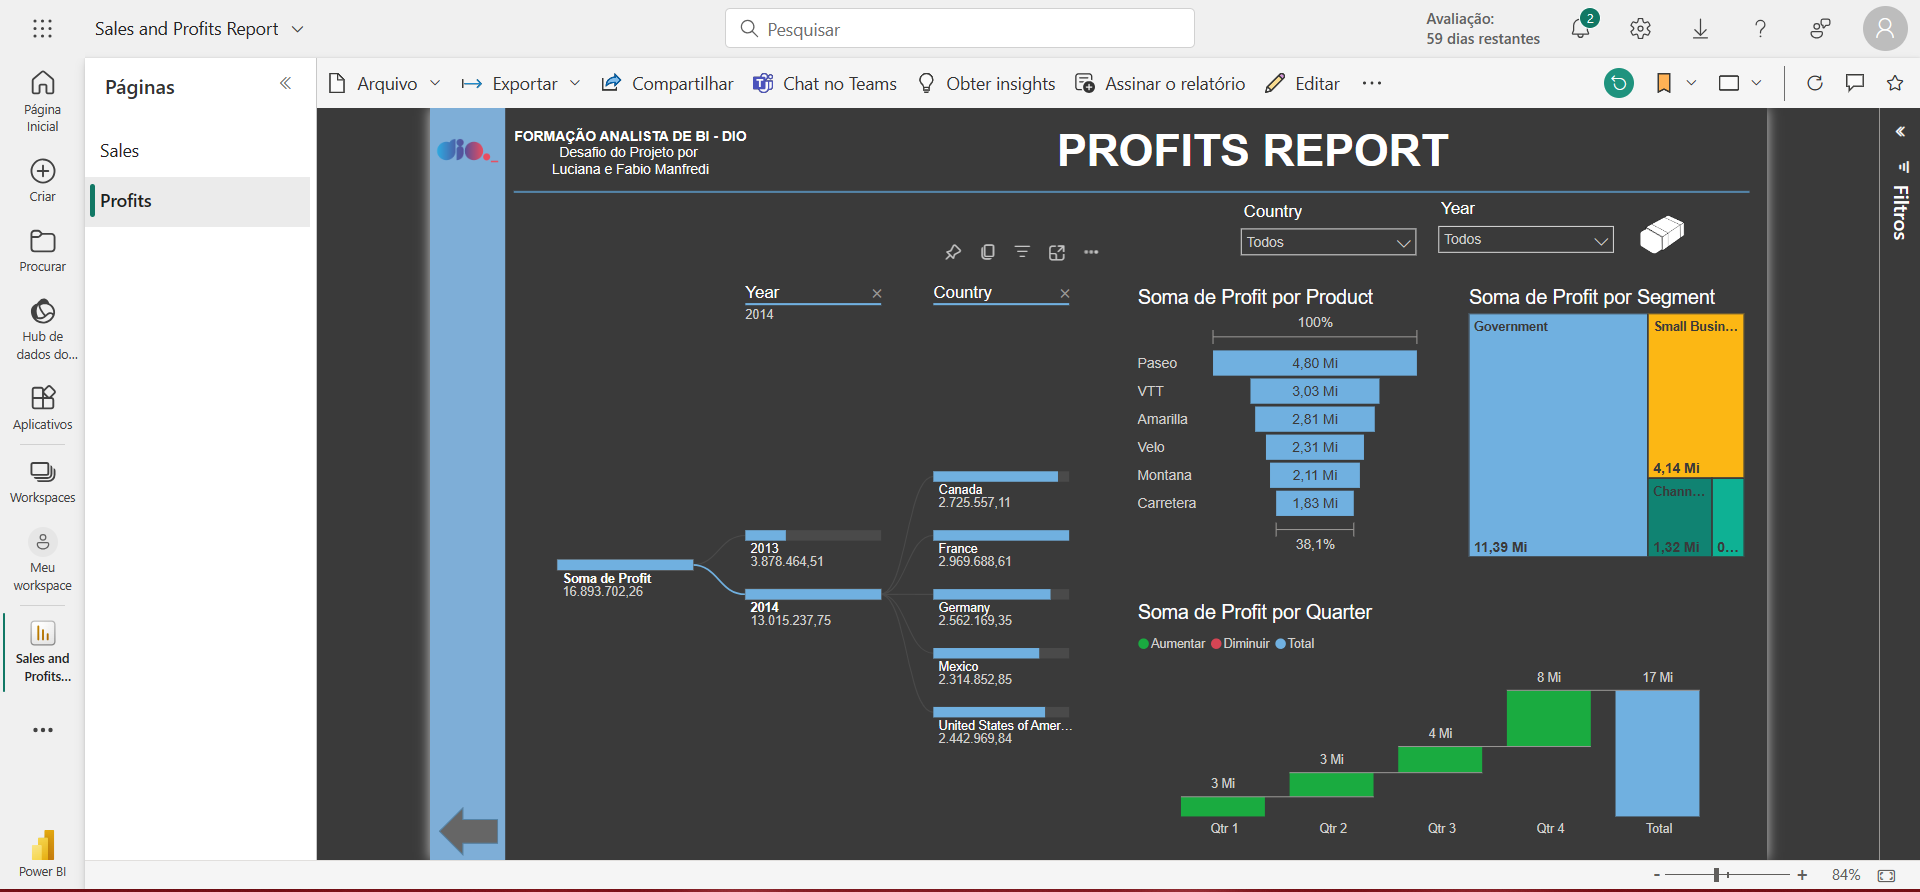 Sales and Profits Report
Pesquisar
Avaliação:
59 dias restantes
2
Página
Inicial
Criar
Procurar
Hub de
dados do...
Aplicativos
Workspaces
Meu
workspace
Sales and
Profits...
Power BI
Páginas
Sales
Profits
Arquivo
Exportar
Compartilhar
Chat no Teams
Obter insights
Assinar o relatório
Editar
Filtros
dio.
FORMAÇÃO ANALISTA DE BI - DIO
Desafio do Projeto por
Luciana e Fabio Manfredi
PROFITS REPORT
Country
Todos
Year
Todos
Year
2014
Country
Soma de Profit
16.893.702,26
2013
3.878.464,51
2014
13.015.237,75
Canada
2.725.557,11
France
2.969.688,61
Germany
2.562.169,35
Mexico
2.314.852,85
United States of Amer...
2.442.969,84
Soma de Profit por Product
100%
Paseo 4,80 Mi
VTT 3,03 Mi
Amarilla 2,81 Mi
Velo 2,31 Mi
Montana 2,11 Mi
Carretera 1,83 Mi
38,1%
Soma de Profit por Segment
Government
11,39 Mi
Small Busin...
4,14 Mi
Chann...
1,32 Mi
0...
Soma de Profit por Quarter
Aumentar Diminuir Total
3 Mi
3 Mi
4 Mi
8 Mi
17 Mi
Qtr 1
Qtr 2
Qtr 3
Qtr 4
Total
84%